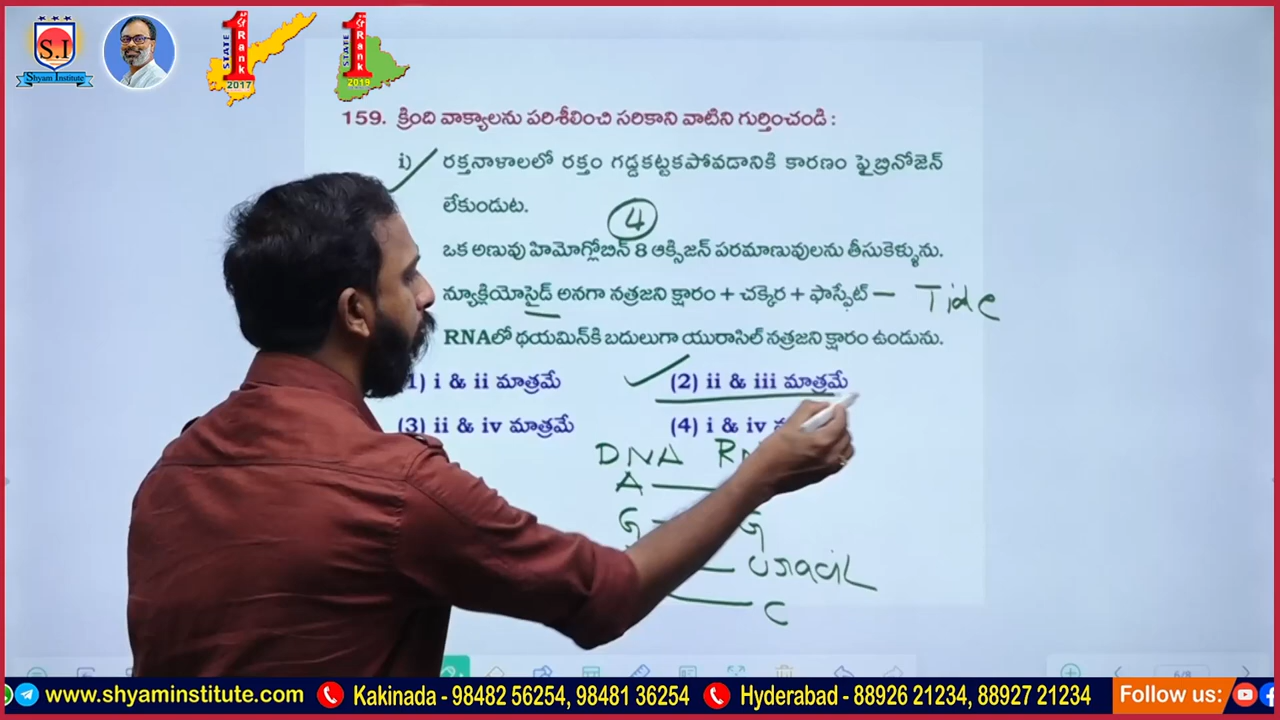 S.I
Shyam Institute
STATE 1st Rank 2017
STATE 1st Rank 2019
159. క్రింది వాక్యాలను పరిశీలించి సరికాని వాటిని గుర్తించండి :
i) రక్తనాళాలలో రక్తం గడ్డకట్టకపోవడానికి కారణం ఫైబ్రినోజెన్
లేకుండుట.
4
ఒక అణువు హిమోగ్లోబిన్ 8 ఆక్సిజన్ పరమాణువులను తీసుకెళ్ళును.
న్యూక్లియోసైడ్ అనగా నత్రజని క్షారం + చక్కెర + ఫాస్ఫేట్ – Tide
RNAలో థయమిన్‌కి బదులుగా యురాసిల్ నత్రజని క్షారం ఉండును.
1) i & ii మాత్రమే (2) ii & iii మాత్రమే
(3) ii & iv మాత్రమే (4) i & iv
DNA
A
G G
Uracil
C
www.shyaminstitute.com Kakinada - 98482 56254, 98481 36254 Hyderabad - 88926 21234, 88927 21234 Follow us: